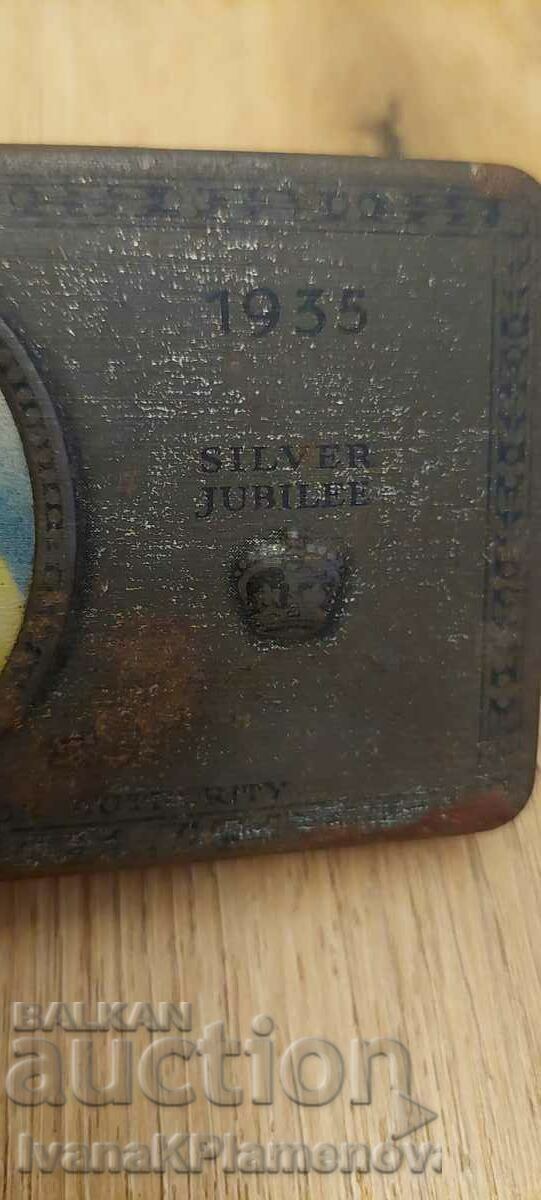 1935
SILVER
JUBILEE
BALKAN
auction
IvanaKPlamenov